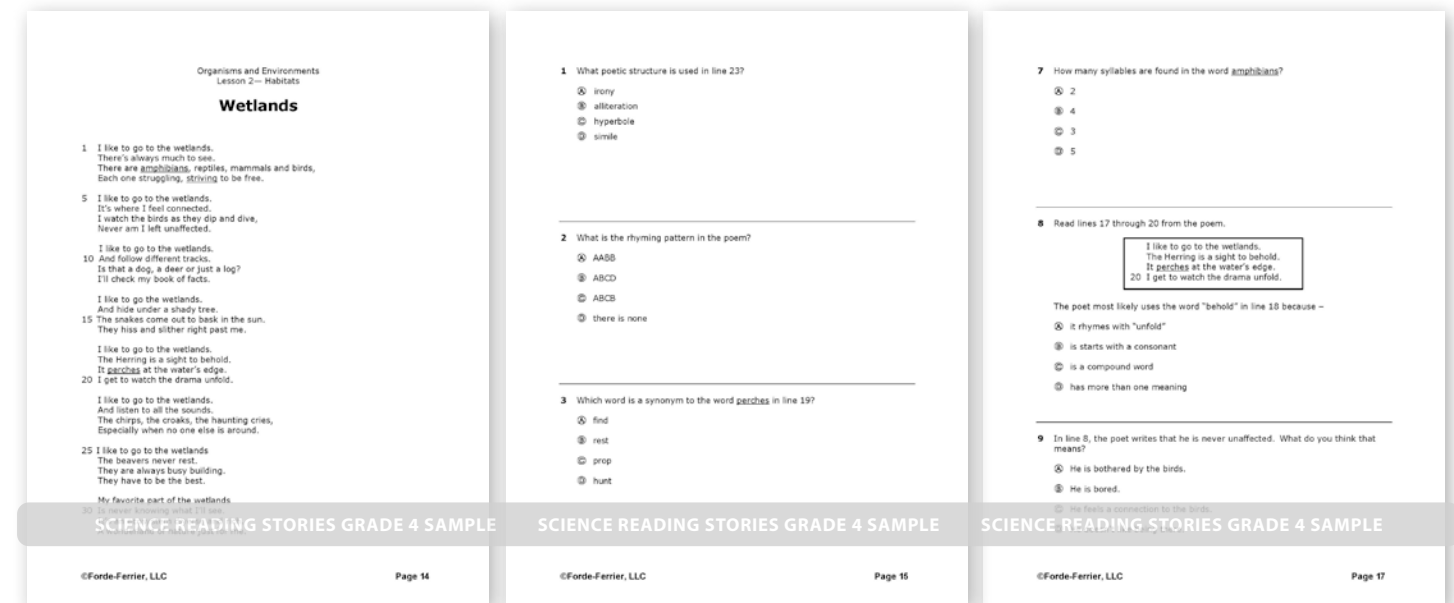 Organisms and Environments
Lesson 2— Habitats
Wetlands
1 I like to go to the wetlands.
There's always much to see.
There are amphibians, reptiles, mammals and birds,
Each one struggling, striving to be free.
5 I like to go to the wetlands.
It's where I feel connected.
I watch the birds as they dip and dive,
Never am I left unaffected.
I like to go to the wetlands.
10 And follow different tracks.
Is that a dog, a deer or just a log?
I'll check my book of facts.
I like to go the wetlands.
And hide under a shady tree.
15 The snakes come out to bask in the sun.
They hiss and slither right past me.
I like to go to the wetlands.
The Herring is a sight to behold.
It perches at the water's edge.
20 I get to watch the drama unfold.
I like to go to the wetlands.
And listen to all the sounds.
The chirps, the croaks, the haunting cries,
Especially when no one else is around.
25 I like to go to the wetlands
The beavers never rest.
They are always busy building.
They have to be the best.
My favorite part of the wetlands
30 Is never knowing what I'll see.
SCIENCE READING STORIES GRADE 4 SAMPLE
©Forde-Ferrier, LLC Page 14
1 What poetic structure is used in line 23?
A irony
B alliteration
C hyperbole
D simile
2 What is the rhyming pattern in the poem?
A AABB
B ABCD
C ABCB
D there is none
3 Which word is a synonym to the word perches in line 19?
A find
B rest
C prop
D hunt
SCIENCE READING STORIES GRADE 4 SAMPLE
©Forde-Ferrier, LLC Page 15
7 How many syllables are found in the word amphibians?
A 2
B 4
C 3
D 5
8 Read lines 17 through 20 from the poem.
I like to go to the wetlands.
The Herring is a sight to behold.
It perches at the water's edge.
20 I get to watch the drama unfold.
The poet most likely uses the word "behold" in line 18 because –
A it rhymes with "unfold"
B is starts with a consonant
C is a compound word
D has more than one meaning
9 In line 8, the poet writes that he is never unaffected. What do you think that
means?
A He is bothered by the birds.
B He is bored.
C He feels a connection to the birds.
SCIENCE READING STORIES GRADE 4 SAMPLE
©Forde-Ferrier, LLC Page 17